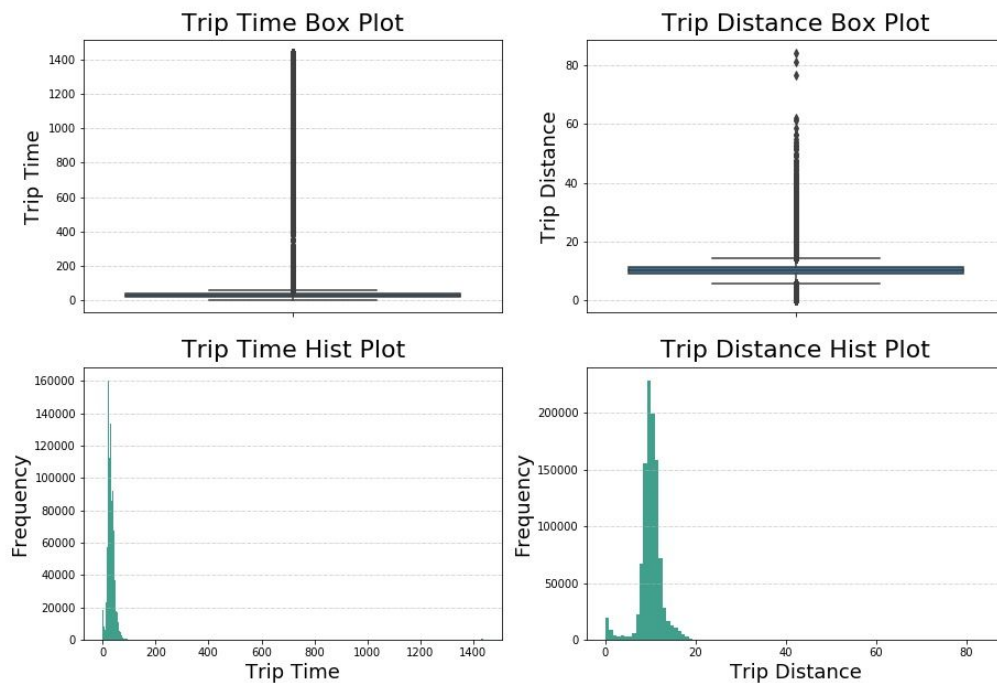 Trip Time Box Plot
1400
1200
1000
800
600
400
200
0
Trip Time
Trip Distance Box Plot
80
60
40
20
0
Trip Distance
Trip Time Hist Plot
160000
140000
120000
100000
80000
60000
40000
20000
0
Frequency
0 200 400 600 800 1000 1200 1400
Trip Time
Trip Distance Hist Plot
200000
150000
100000
50000
0
Frequency
0 20 40 60 80
Trip Distance